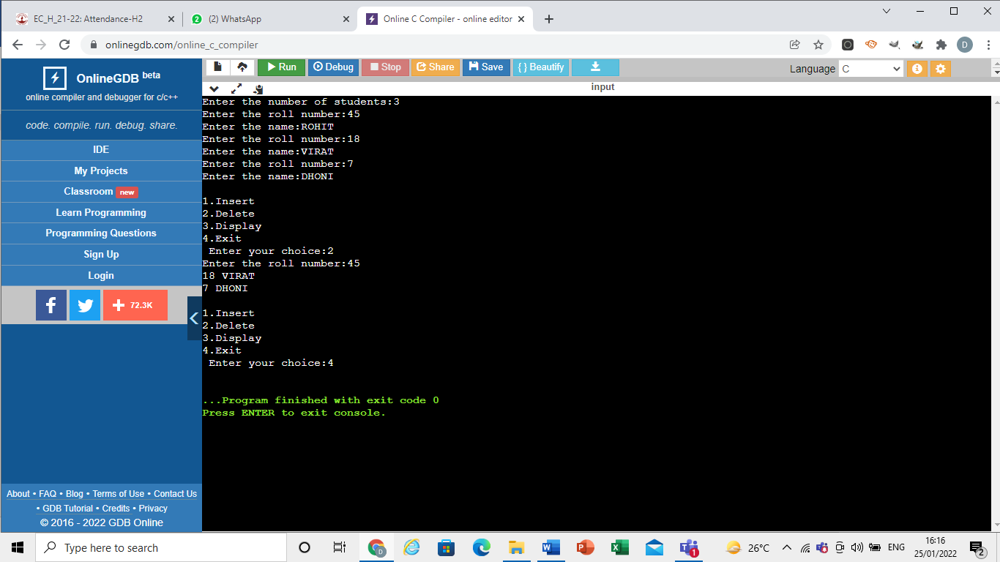 EC_H_21-22: Attendance-H2
2 (2) WhatsApp
Online C Compiler - online editor
onlinegdb.com/online_c_compiler
D
OnlineGDB beta
online compiler and debugger for c/c++
code. compile. run. debug. share.
IDE
My Projects
Classroom new
Learn Programming
Programming Questions
Sign Up
Login
f
72.3K
About • FAQ • Blog • Terms of Use • Contact Us
• GDB Tutorial • Credits • Privacy
© 2016 - 2022 GDB Online
Run Debug Stop Share Save { } Beautify
Language C
input
Enter the number of students:3
Enter the roll number:45
Enter the name:ROHIT
Enter the roll number:18
Enter the name:VIRAT
Enter the roll number:7
Enter the name:DHONI
1.Insert
2.Delete
3.Display
4.Exit
Enter your choice:2
Enter the roll number:45
18 VIRAT
7 DHONI
1.Insert
2.Delete
3.Display
4.Exit
Enter your choice:4
...Program finished with exit code 0
Press ENTER to exit console.
Type here to search
D
W
P
X
T 1
26°C
ENG
16:16
25/01/2022
2